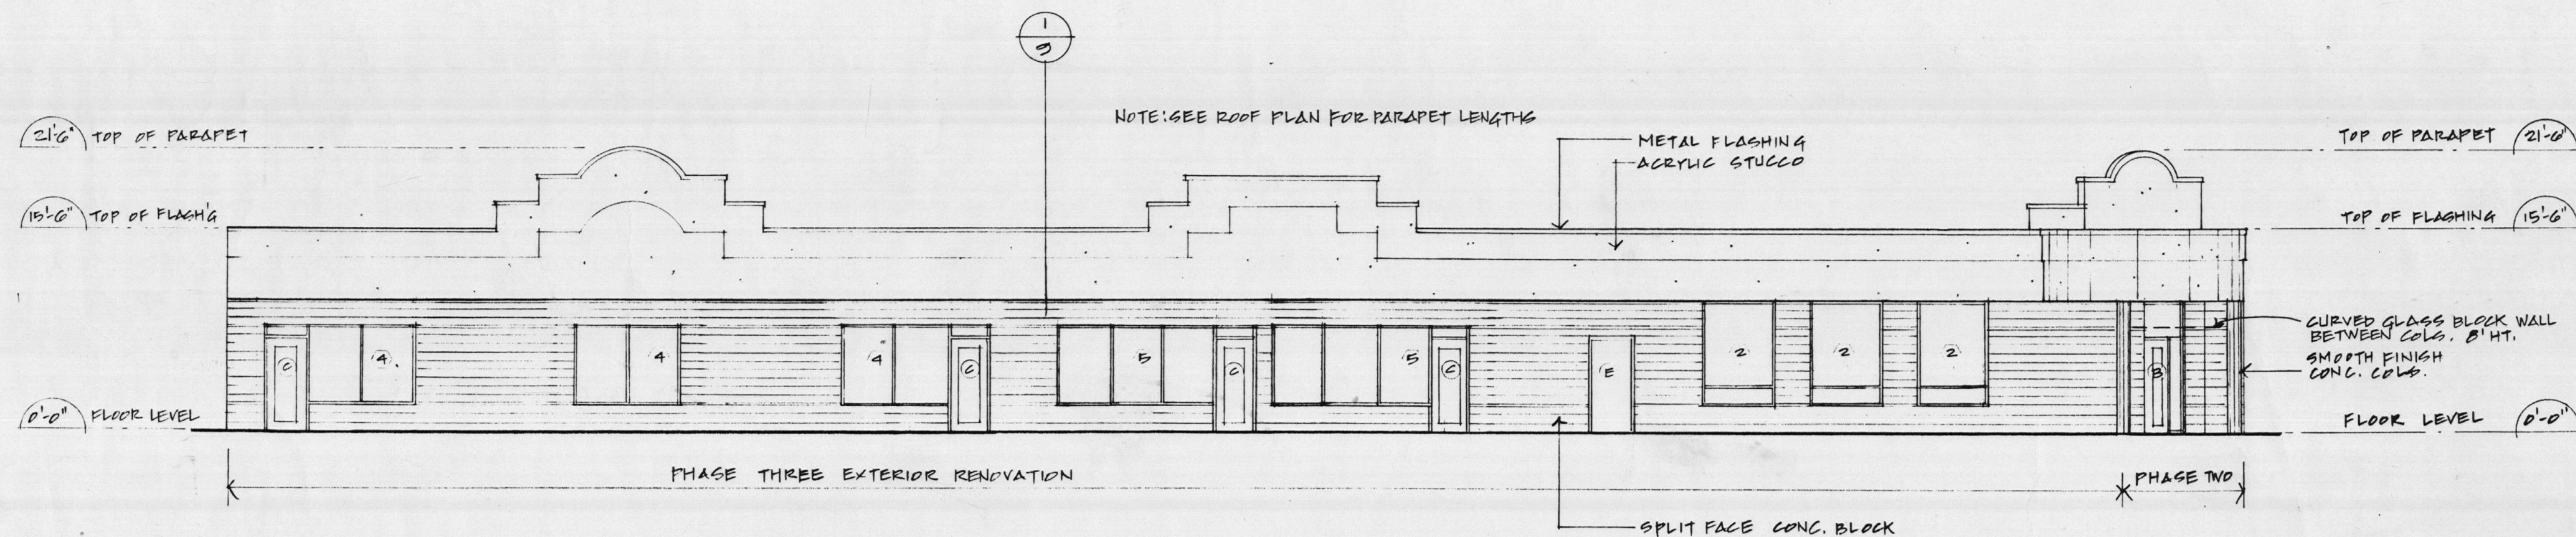 1
9
NOTE: SEE ROOF PLAN FOR PARAPET LENGTHS
21'-6" TOP OF PARAPET
METAL FLASHING
ACRYLIC STUCCO
TOP OF PARAPET 21'-6"
15'-6" TOP OF FLASH'G
TOP OF FLASHING 15'-6"
CURVED GLASS BLOCK WALL
BETWEEN COLS. 8' HT.
SMOOTH FINISH
CONC. COLS.
C 4 4 4 C 5 C 5 C E 2 2 2 B
0'-0" FLOOR LEVEL
FLOOR LEVEL 0'-0"
PHASE THREE EXTERIOR RENOVATION
PHASE TWO
SPLIT FACE CONC. BLOCK